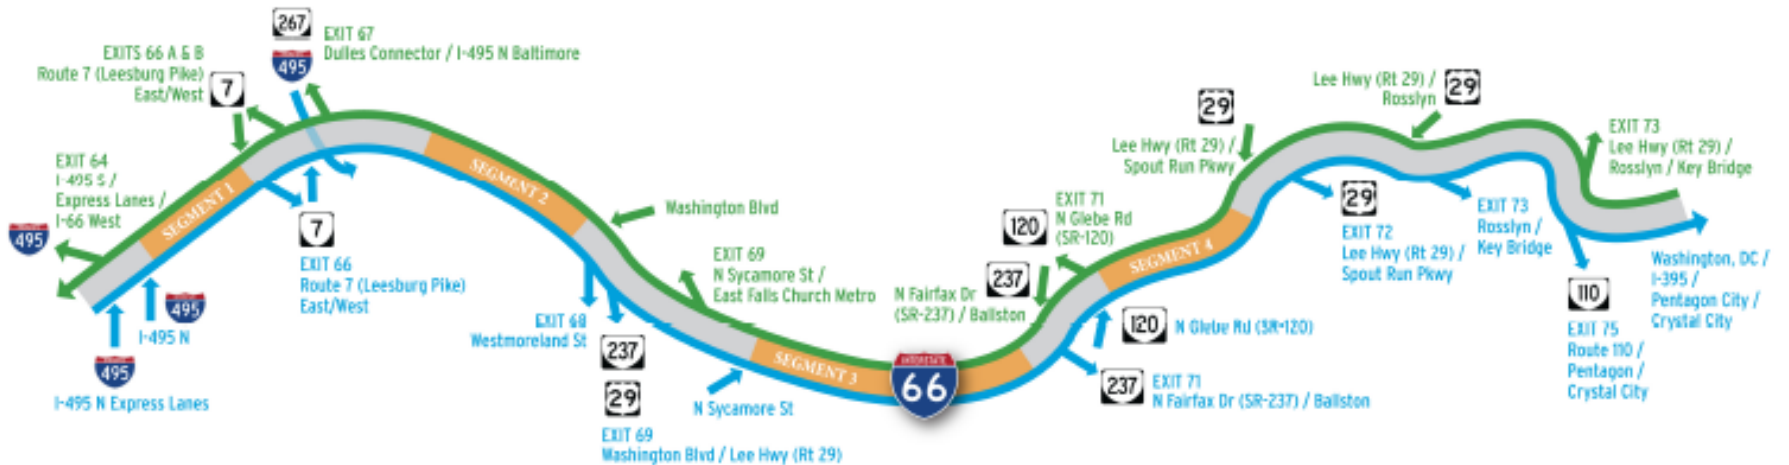 267
EXIT 67
Dulles Connector / I-495 N Baltimore
495
EXITS 66 A & B
Route 7 (Leesburg Pike)
East/West
7
EXIT 64
I-495 S /
Express Lanes /
I-66 West
495
SEGMENT 1
495
I-495 N
495
I-495 N Express Lanes
7
EXIT 66
Route 7 (Leesburg Pike)
East/West
SEGMENT 2
Washington Blvd
EXIT 69
N Sycamore St /
East Falls Church Metro
EXIT 68
Westmoreland St
237
29
EXIT 69
Washington Blvd / Lee Hwy (Rt 29)
N Sycamore St
SEGMENT 3
INTERSTATE
66
237
N Fairfax Dr
(SR-237) / Ballston
120
EXIT 71
N Glebe Rd
(SR-120)
SEGMENT 4
120
N Glebe Rd (SR-120)
237
EXIT 71
N Fairfax Dr (SR-237) / Ballston
29
Lee Hwy (Rt 29) /
Spout Run Pkwy
Lee Hwy (Rt 29) /
Rosslyn
29
29
EXIT 72
Lee Hwy (Rt 29) /
Spout Run Pkwy
EXIT 73
Rosslyn /
Key Bridge
EXIT 73
Lee Hwy (Rt 29) /
Rosslyn / Key Bridge
110
EXIT 75
Route 110 /
Pentagon /
Crystal City
Washington, DC /
I-395 /
Pentagon City /
Crystal City